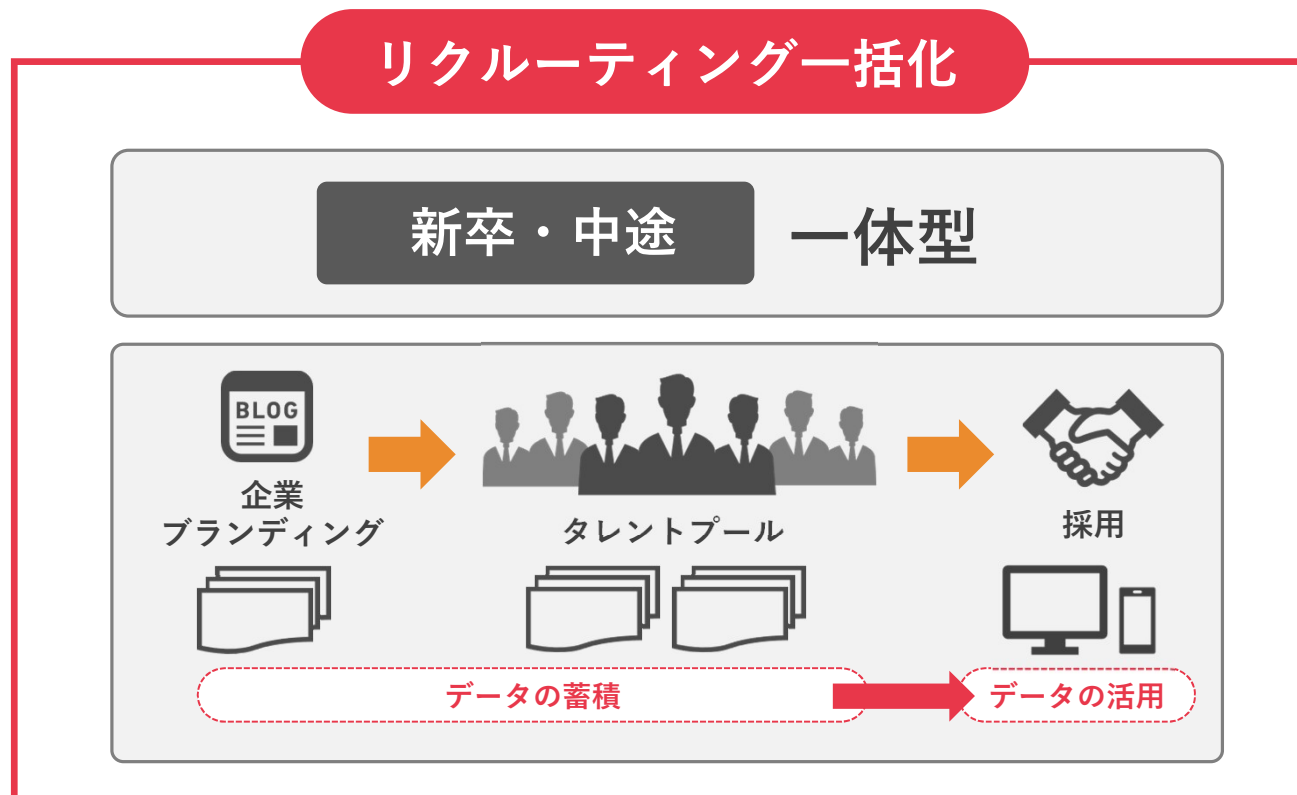 リクルーティング一括化
新卒・中途 一体型
BLOG
企業
ブランディング
タレントプール
採用
データの蓄積
データの活用